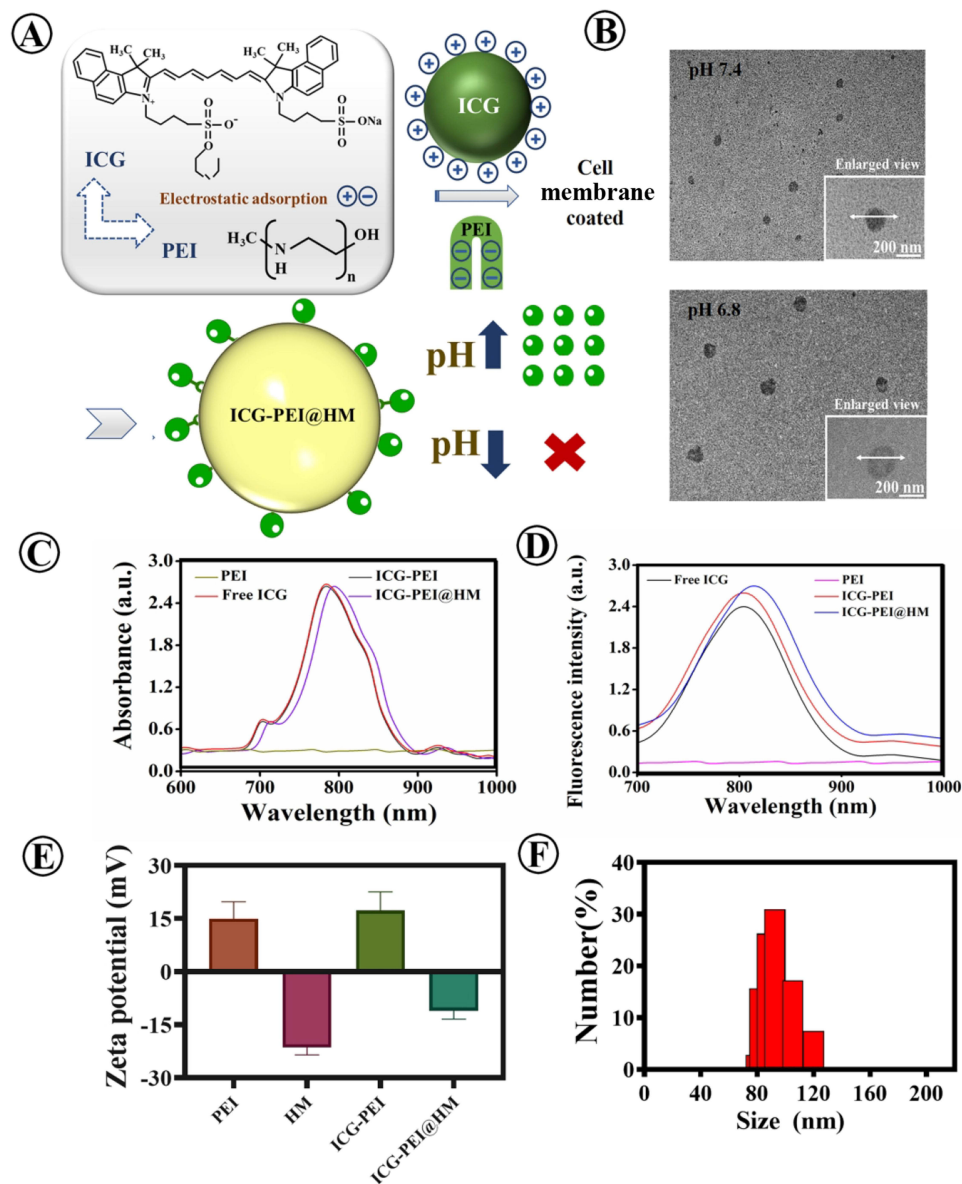 A
H₃C
CH₃
H₃C
CH₃
N
+
N
O
S
O⁻
O
O
S
ONa
O
ICG
Electrostatic adsorption
PEI
H₃C
N
H
OH
n
ICG
Cell
membrane
coated
PEI
ICG-PEI@HM
pH
pH
B
pH 7.4
Enlarged view
200 nm
pH 6.8
Enlarged view
200 nm
C
Absorbance (a.u.)
3.0
2.4
1.8
1.2
0.6
0.0
PEI
ICG-PEI
Free ICG
ICG-PEI@HM
600
700
800
900
1000
Wavelength (nm)
D
Fluorescence intensity (a.u.)
3.0
2.4
1.8
1.2
0.6
0.0
Free ICG
PEI
ICG-PEI
ICG-PEI@HM
700
800
900
1000
Wavelength (nm)
E
Zeta potential (mV)
30
15
0
-15
-30
PEI
HM
ICG-PEI
ICG-PEI@HM
F
Number(%)
40
30
20
10
0
0
40
80
120
160
200
Size (nm)